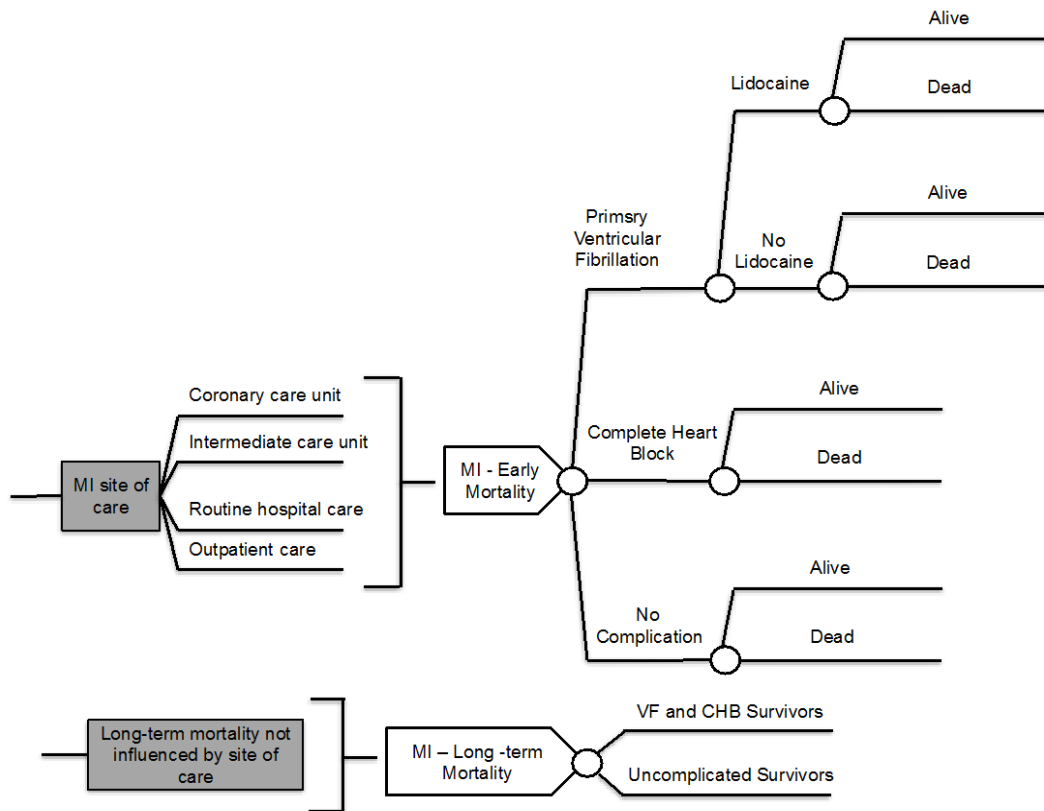 Alive
Lidocaine
Dead
Alive
Primsry
Ventricular
Fibrillation
No
Lidocaine
Dead
Coronary care unit
Intermediate care unit
MI site of
care
Routine hospital care
Outpatient care
MI - Early
Mortality
Complete Heart
Block
Alive
Dead
No
Complication
Alive
Dead
Long-term mortality not
influenced by site of
care
MI – Long -term
Mortality
VF and CHB Survivors
Uncomplicated Survivors